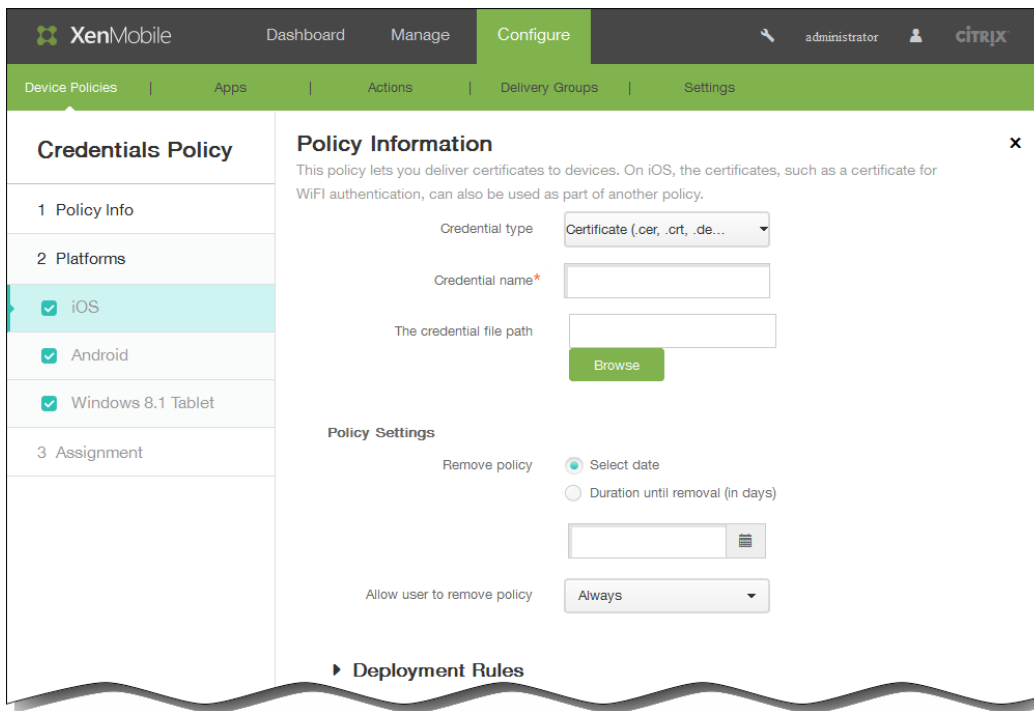 XenMobile Dashboard Manage Configure administrator CİTRIX
Device Policies | Apps | Actions | Delivery Groups | Settings
Credentials Policy
1 Policy Info
2 Platforms
iOS
Android
Windows 8.1 Tablet
3 Assignment
Policy Information x
This policy lets you deliver certificates to devices. On iOS, the certificates, such as a certificate for
WiFI authentication, can also be used as part of another policy.
Credential type Certificate (.cer, .crt, .de...
Credential name*
The credential file path
Browse
Policy Settings
Remove policy Select date
Duration until removal (in days)
Allow user to remove policy Always
Deployment Rules